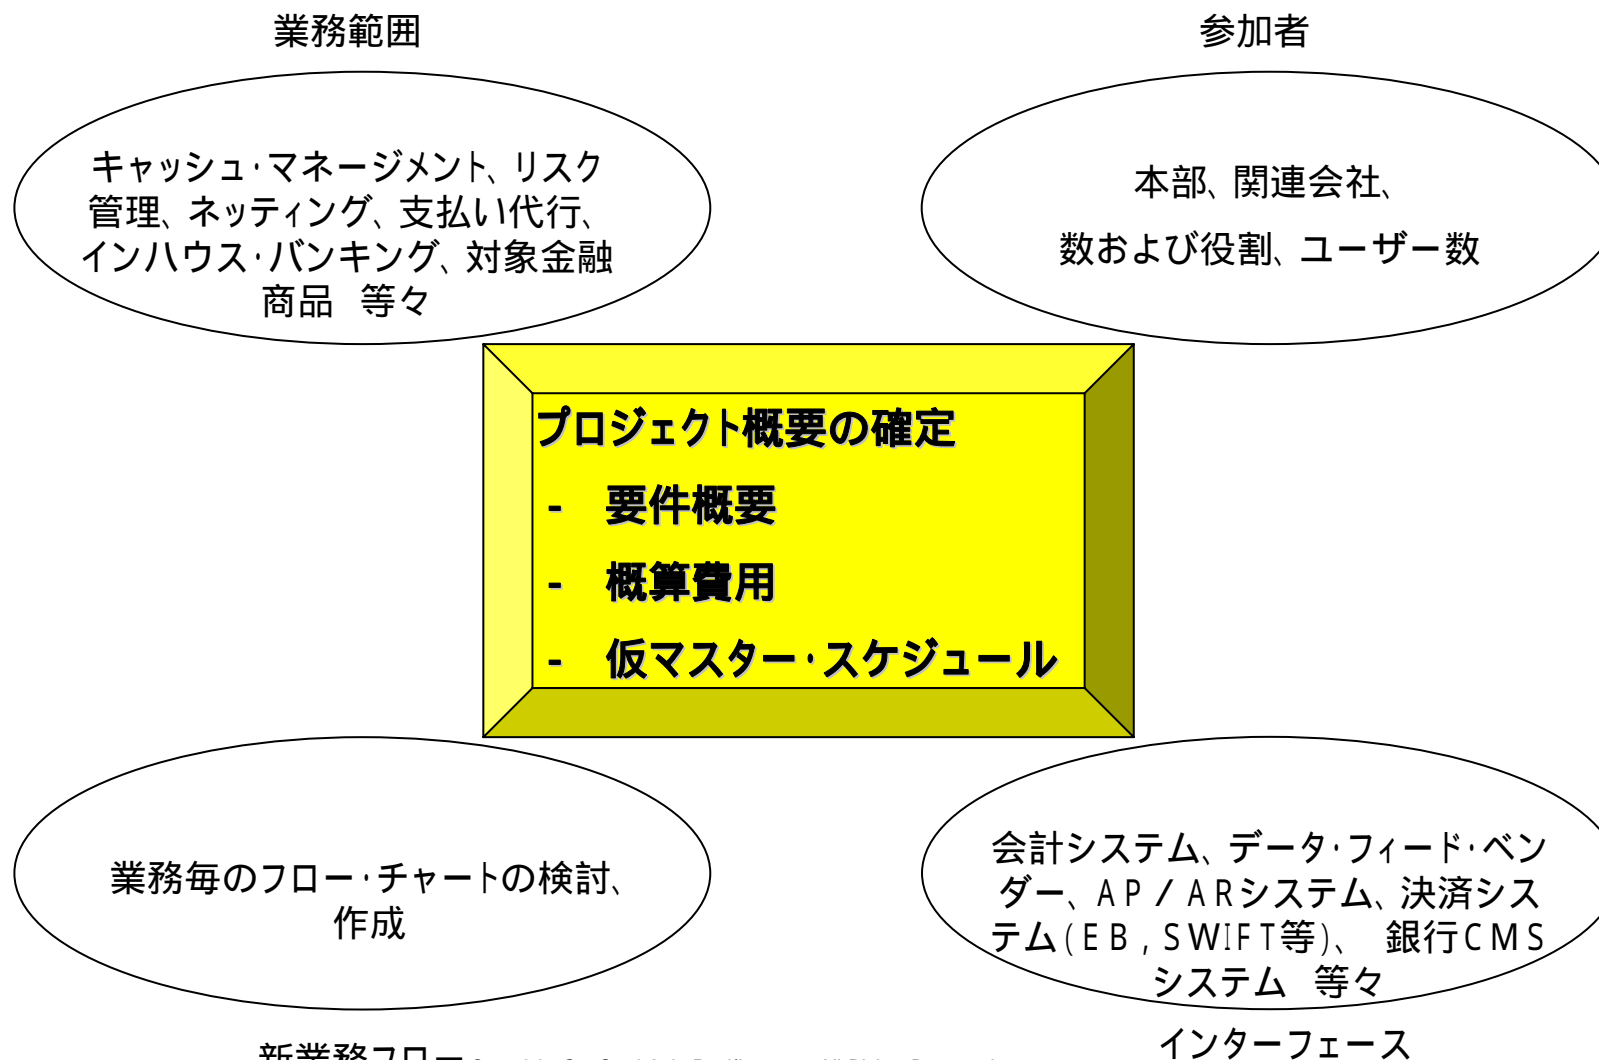 業務範囲
参加者
キャッシュ・マネージメント、リスク
管理、ネッティング、支払い代行、
インハウス・バンキング、対象金融
商品　等々
本部、関連会社、
数および役割、ユーザー数
プロジェクト概要の確定
-　要件概要
-　概算費用
-　仮マスター・スケジュール
業務毎のフロー・チャートの検討、
作成
会計システム、データ・フィード・ベン
ダー、AP／ARシステム、決済シス
テム(EB,SWIFT等)、 銀行CMS
システム　等々
インターフェース
新業務フロー